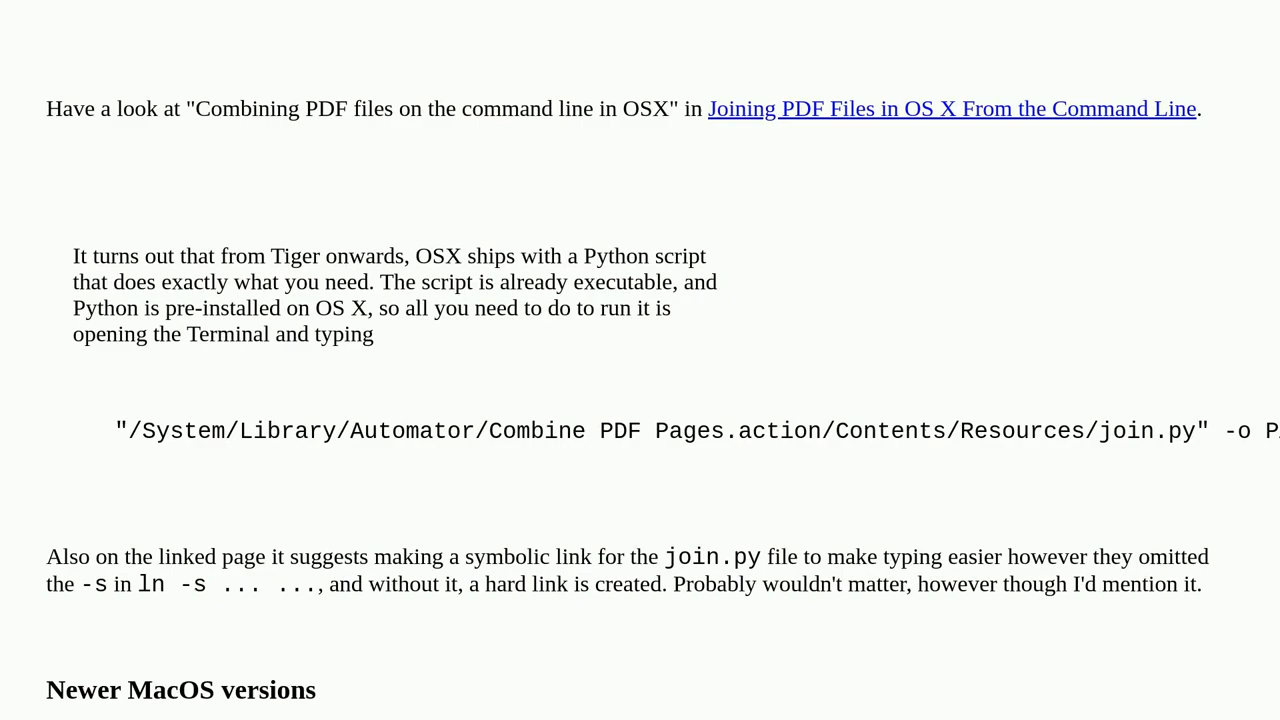 Have a look at "Combining PDF files on the command line in OSX" in Joining PDF Files in OS X From the Command Line.
It turns out that from Tiger onwards, OSX ships with a Python script
that does exactly what you need. The script is already executable, and
Python is pre-installed on OS X, so all you need to do to run it is
opening the Terminal and typing
"/System/Library/Automator/Combine PDF Pages.action/Contents/Resources/join.py" -o
Also on the linked page it suggests making a symbolic link for the join.py file to make typing easier however they omitted
the -s in ln -s ... ..., and without it, a hard link is created. Probably wouldn't matter, however though I'd mention it.
Newer MacOS versions